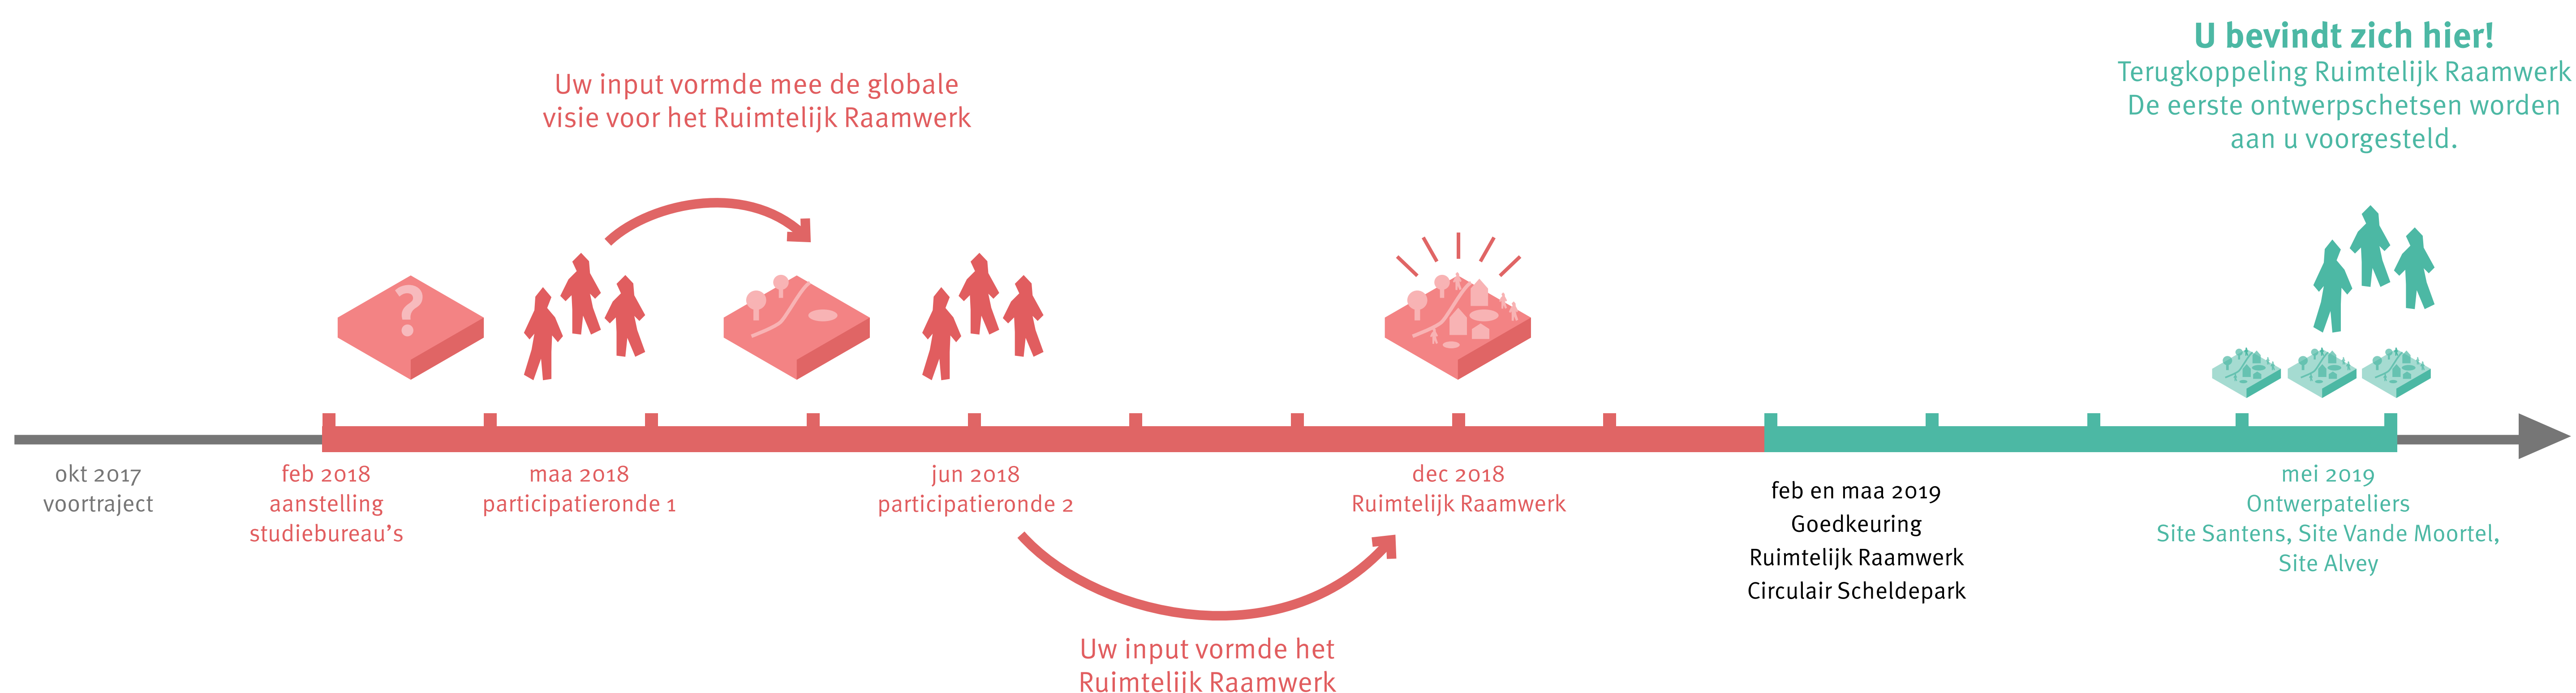 U bevindt zich hier!
Terugkoppeling Ruimtelijk Raamwerk
De eerste ontwerpschetsen worden
aan u voorgesteld.
Uw input vormde mee de globale
visie voor het Ruimtelijk Raamwerk
?
okt 2017
voortraject
feb 2018
aanstelling
studiebureau's
maa 2018
participatieronde 1
jun 2018
participatieronde 2
dec 2018
Ruimtelijk Raamwerk
feb en maa 2019
Goedkeuring
Ruimtelijk Raamwerk
Circulair Scheldepark
mei 2019
Ontwerpateliers
Site Santens, Site Vande Moortel,
Site Alvey
Uw input vormde het
Ruimtelijk Raamwerk